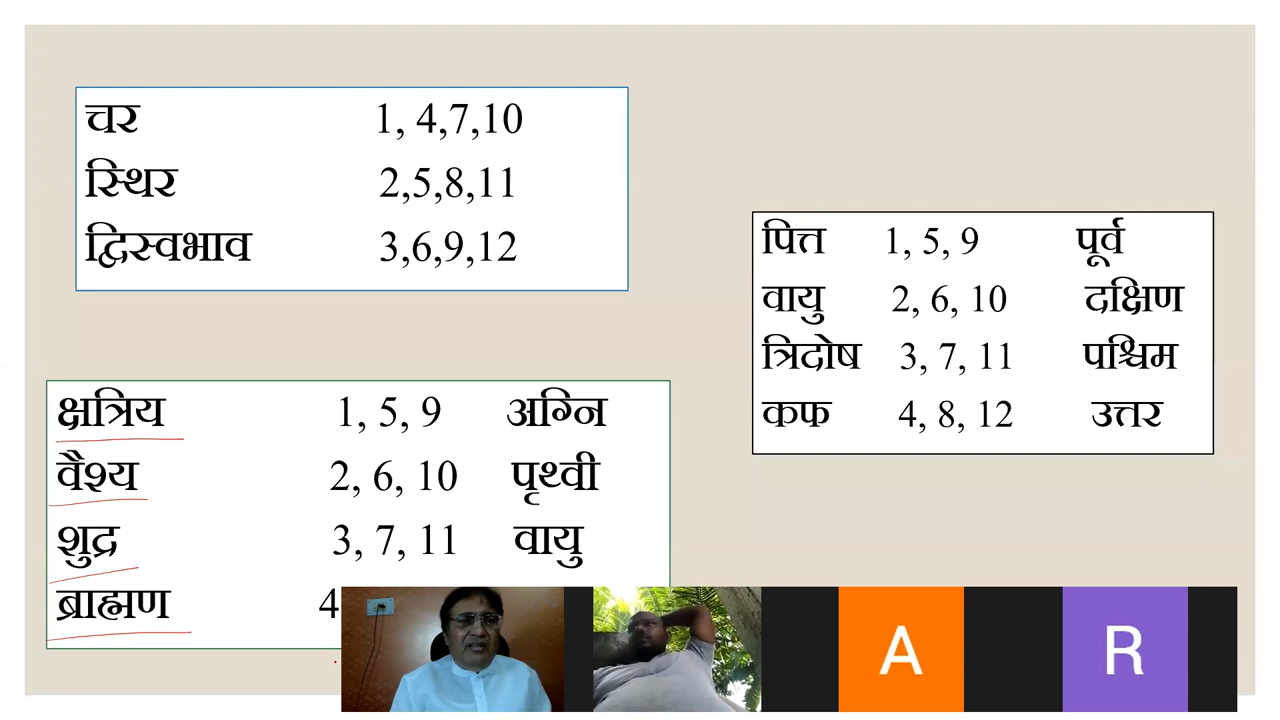 चर 1, 4,7,10
स्थिर 2,5,8,11
द्विस्वभाव 3,6,9,12
पित्त 1, 5, 9 पूर्व
वायु 2, 6, 10 दक्षिण
त्रिदोष 3, 7, 11 पश्चिम
कफ 4, 8, 12 उत्तर
क्षत्रिय 1, 5, 9 अग्नि
वैश्य 2, 6, 10 पृथ्वी
शुद्र 3, 7, 11 वायु
ब्राह्मण 4
A
R